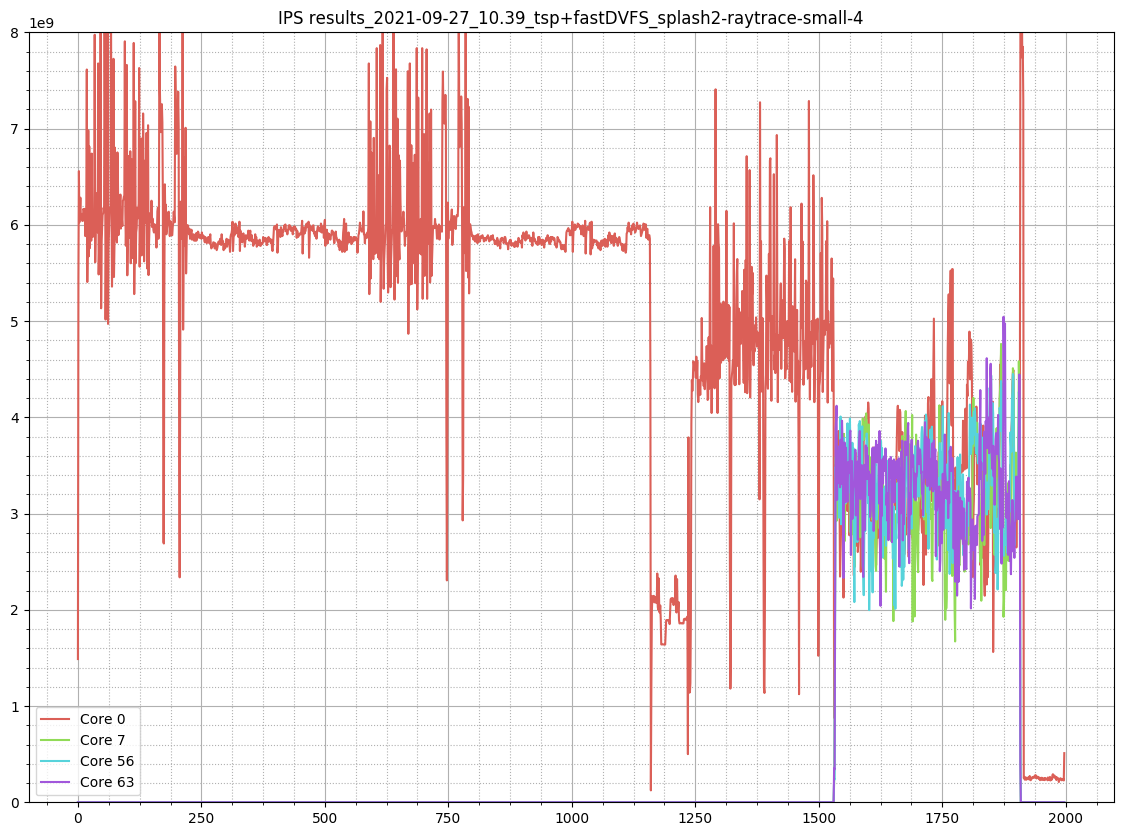 IPS results_2021-09-27_10.39_tsp+fastDVFS_splash2-raytrace-small-4
1e9
8
7
6
5
4
3
2
1
0
Core 0
Core 7
Core 56
Core 63
0 250 500 750 1000 1250 1500 1750 2000